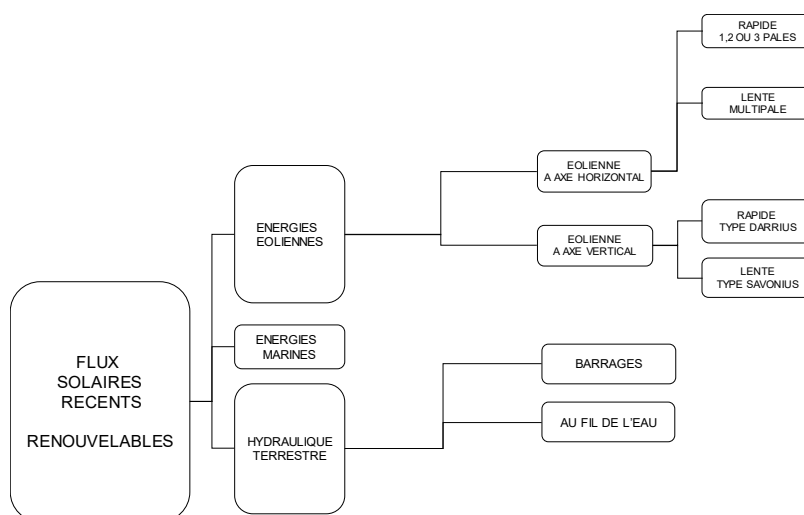 FLUX
SOLAIRES
RECENTS
RENOUVELABLES
ENERGIES
EOLIENNES
ENERGIES
MARINES
HYDRAULIQUE
TERRESTRE
EOLIENNE
A AXE HORIZONTAL
EOLIENNE
A AXE VERTICAL
BARRAGES
AU FIL DE L'EAU
RAPIDE
1,2 OU 3 PALES
LENTE
MULTIPALE
RAPIDE
TYPE DARRIUS
LENTE
TYPE SAVONIUS